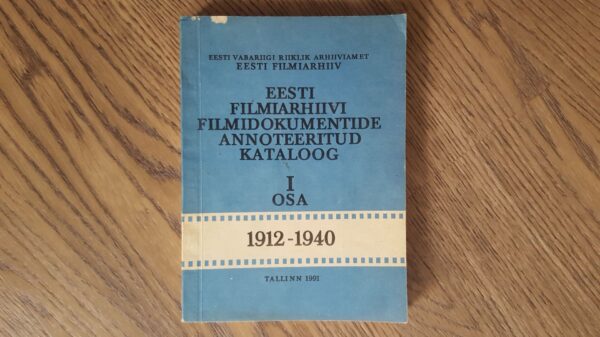 EESTI VABARIIGI RIIKLIK ARHIIVIAMET
EESTI FILMIARHIIV
EESTI
FILMIARHIIVI
FILMIDOKUMENTIDE
ANNOTEERITUD
KATALOOG
I
OSA
1912-1940
TALLINN 1991